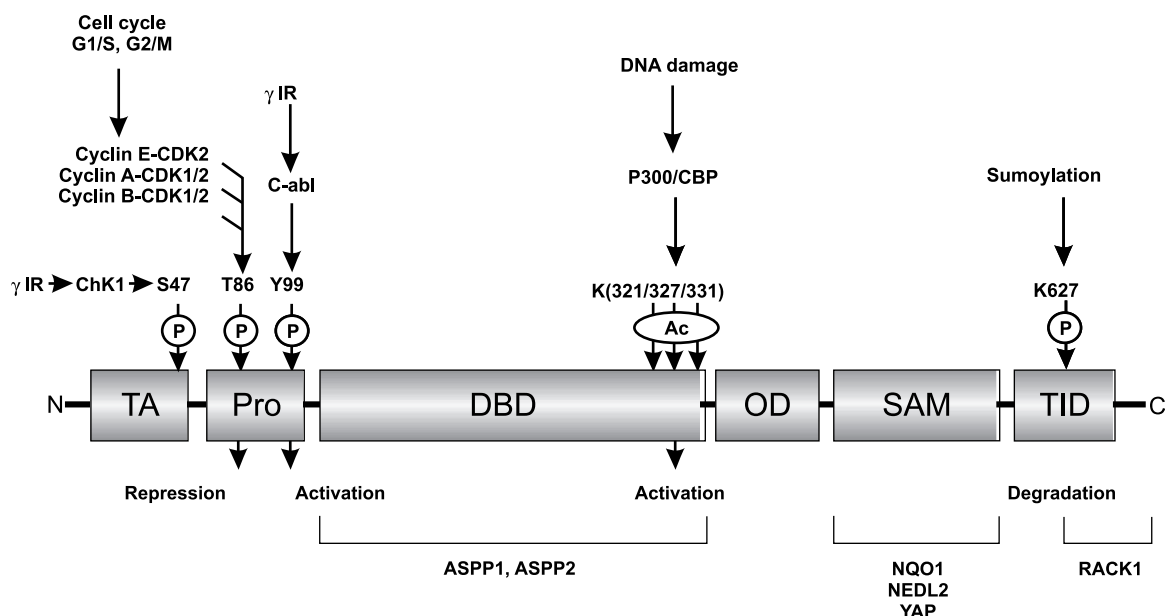 Cell cycle
G1/S, G2/M
DNA damage
γ IR
Cyclin E-CDK2
Cyclin A-CDK1/2
Cyclin B-CDK1/2
C-abl
P300/CBP
Sumoylation
γ IR ChK1 S47 T86 Y99 K(321/327/331) K627
P P P Ac P
N TA Pro DBD OD SAM TID C
Repression Activation Activation Degradation
ASPP1, ASPP2 NQO1 RACK1
NEDL2
YAP